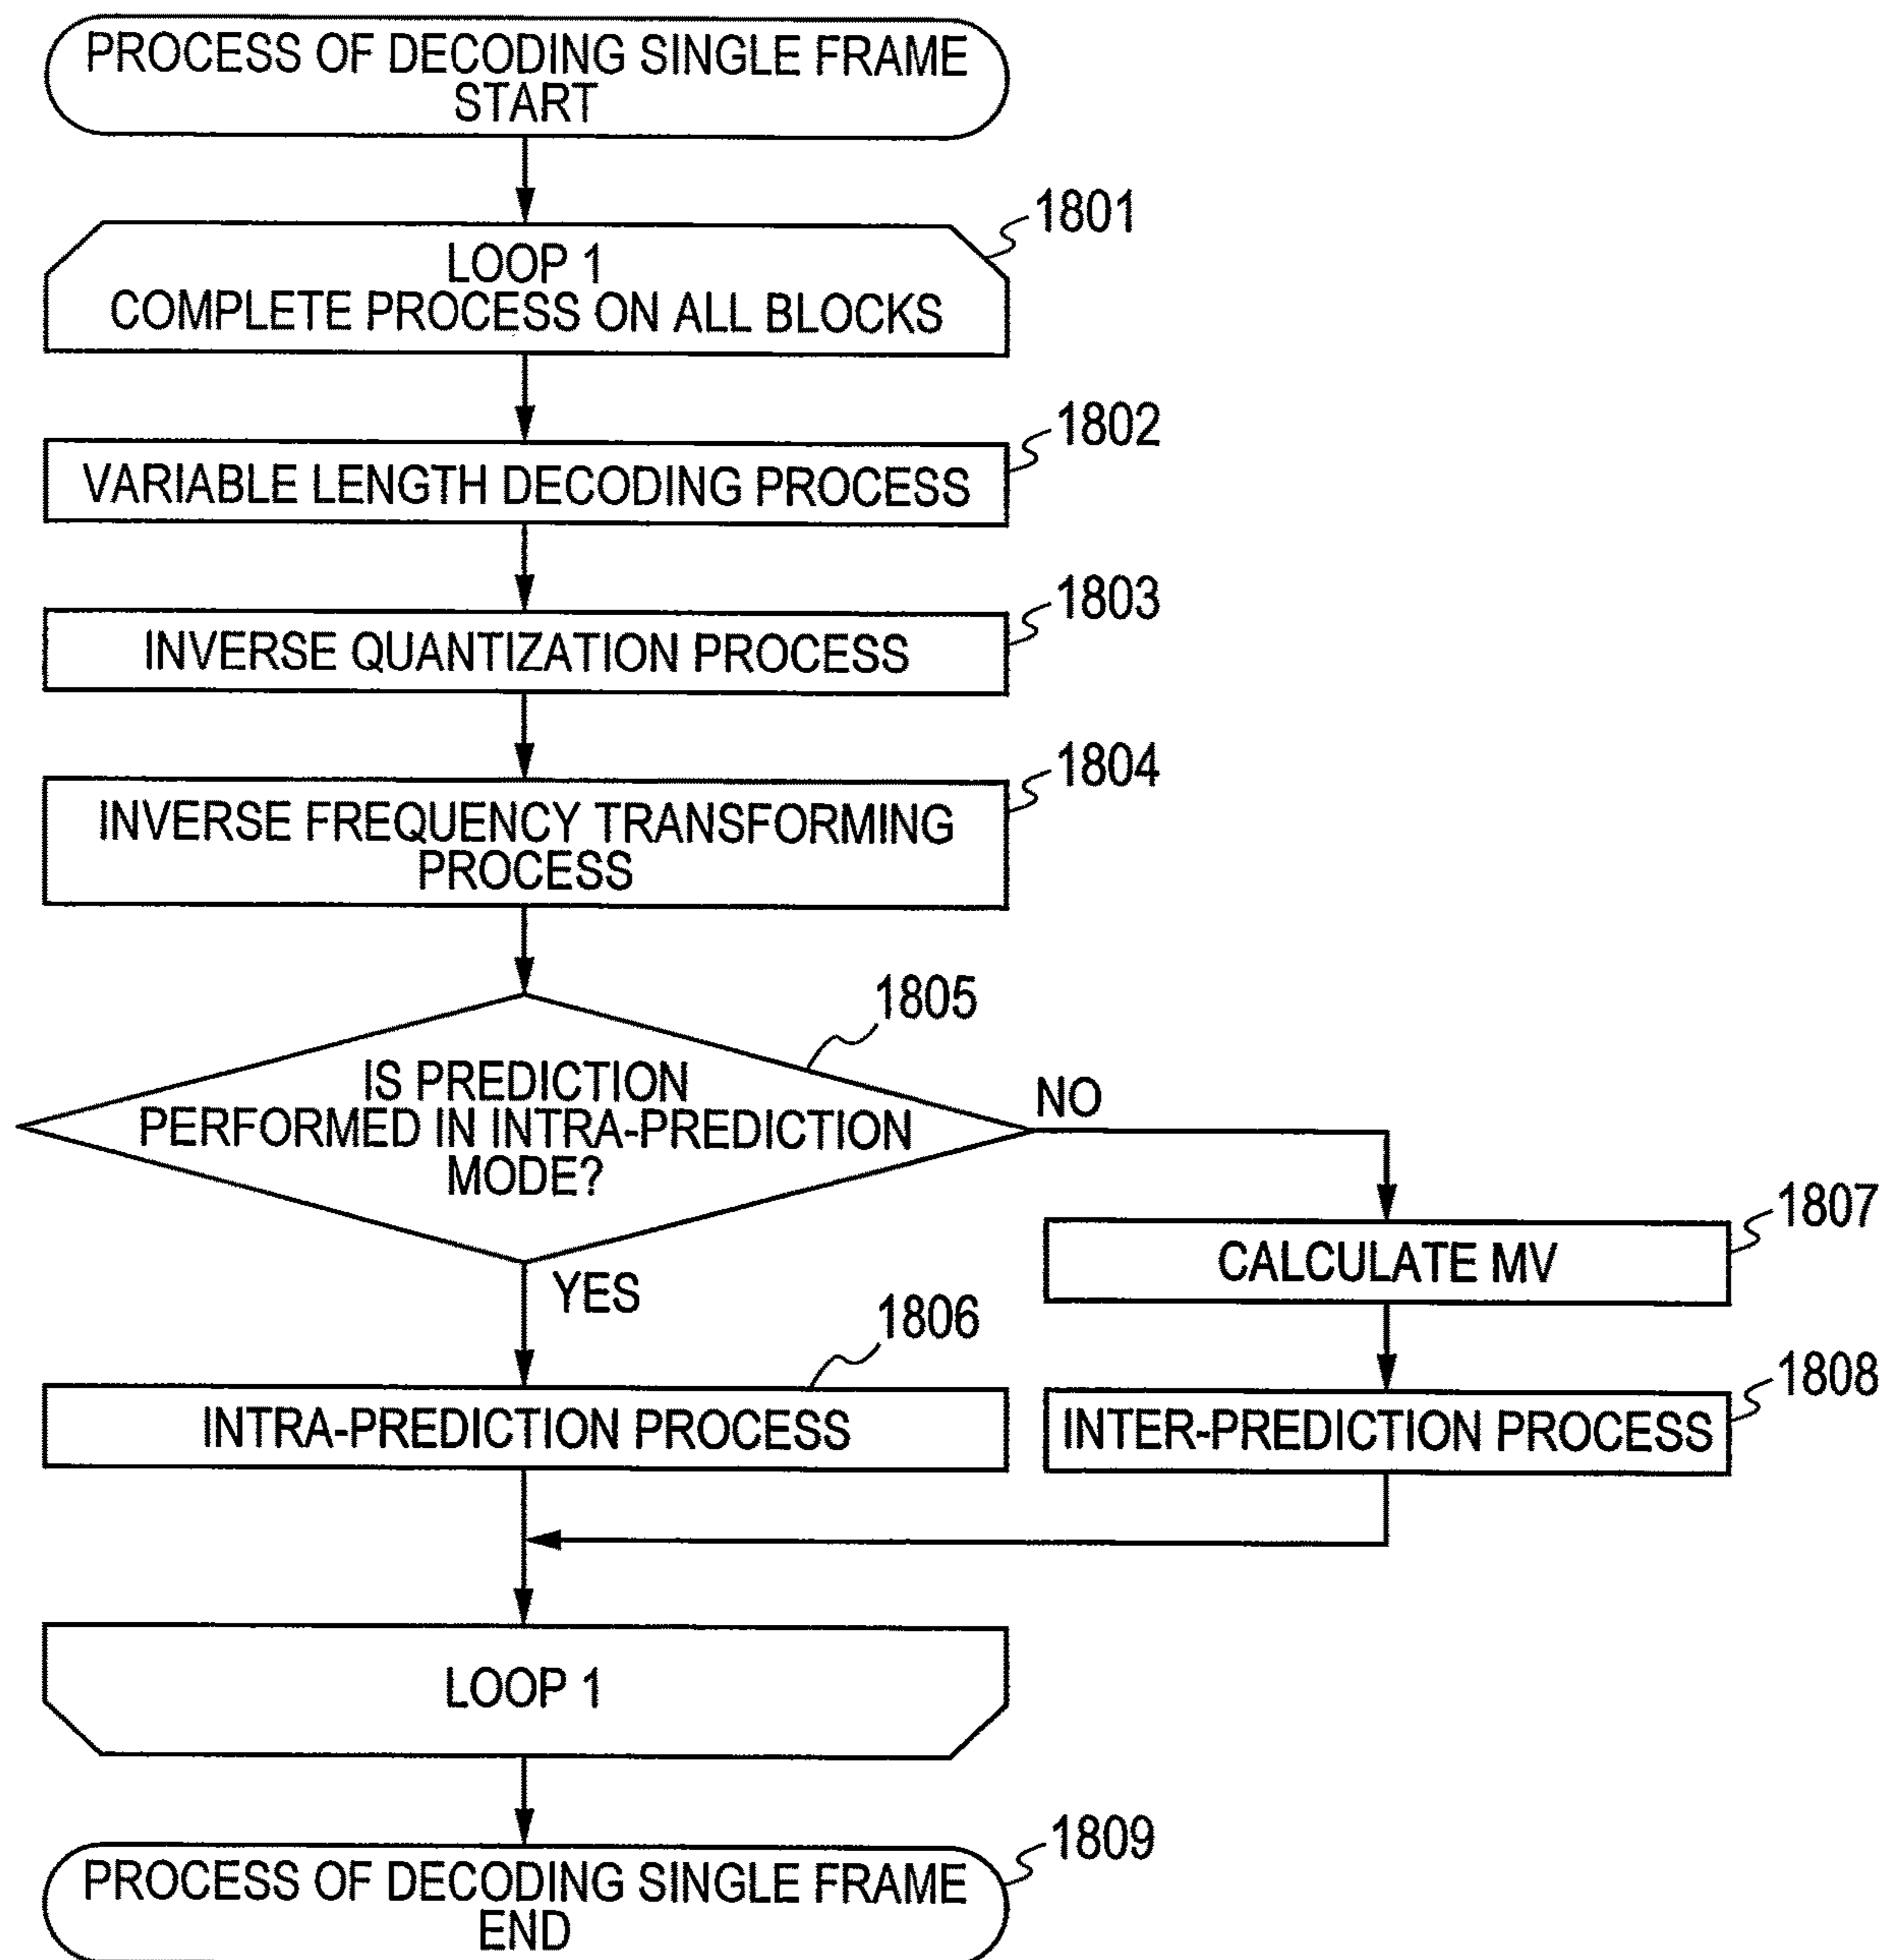 PROCESS OF DECODING SINGLE FRAME
START
1801
LOOP 1
COMPLETE PROCESS ON ALL BLOCKS
1802
VARIABLE LENGTH DECODING PROCESS
1803
INVERSE QUANTIZATION PROCESS
1804
INVERSE FREQUENCY TRANSFORMING
PROCESS
1805
IS PREDICTION
PERFORMED IN INTRA-PREDICTION
MODE?
NO
YES
1807
CALCULATE MV
1806
INTRA-PREDICTION PROCESS
1808
INTER-PREDICTION PROCESS
LOOP 1
1809
PROCESS OF DECODING SINGLE FRAME
END